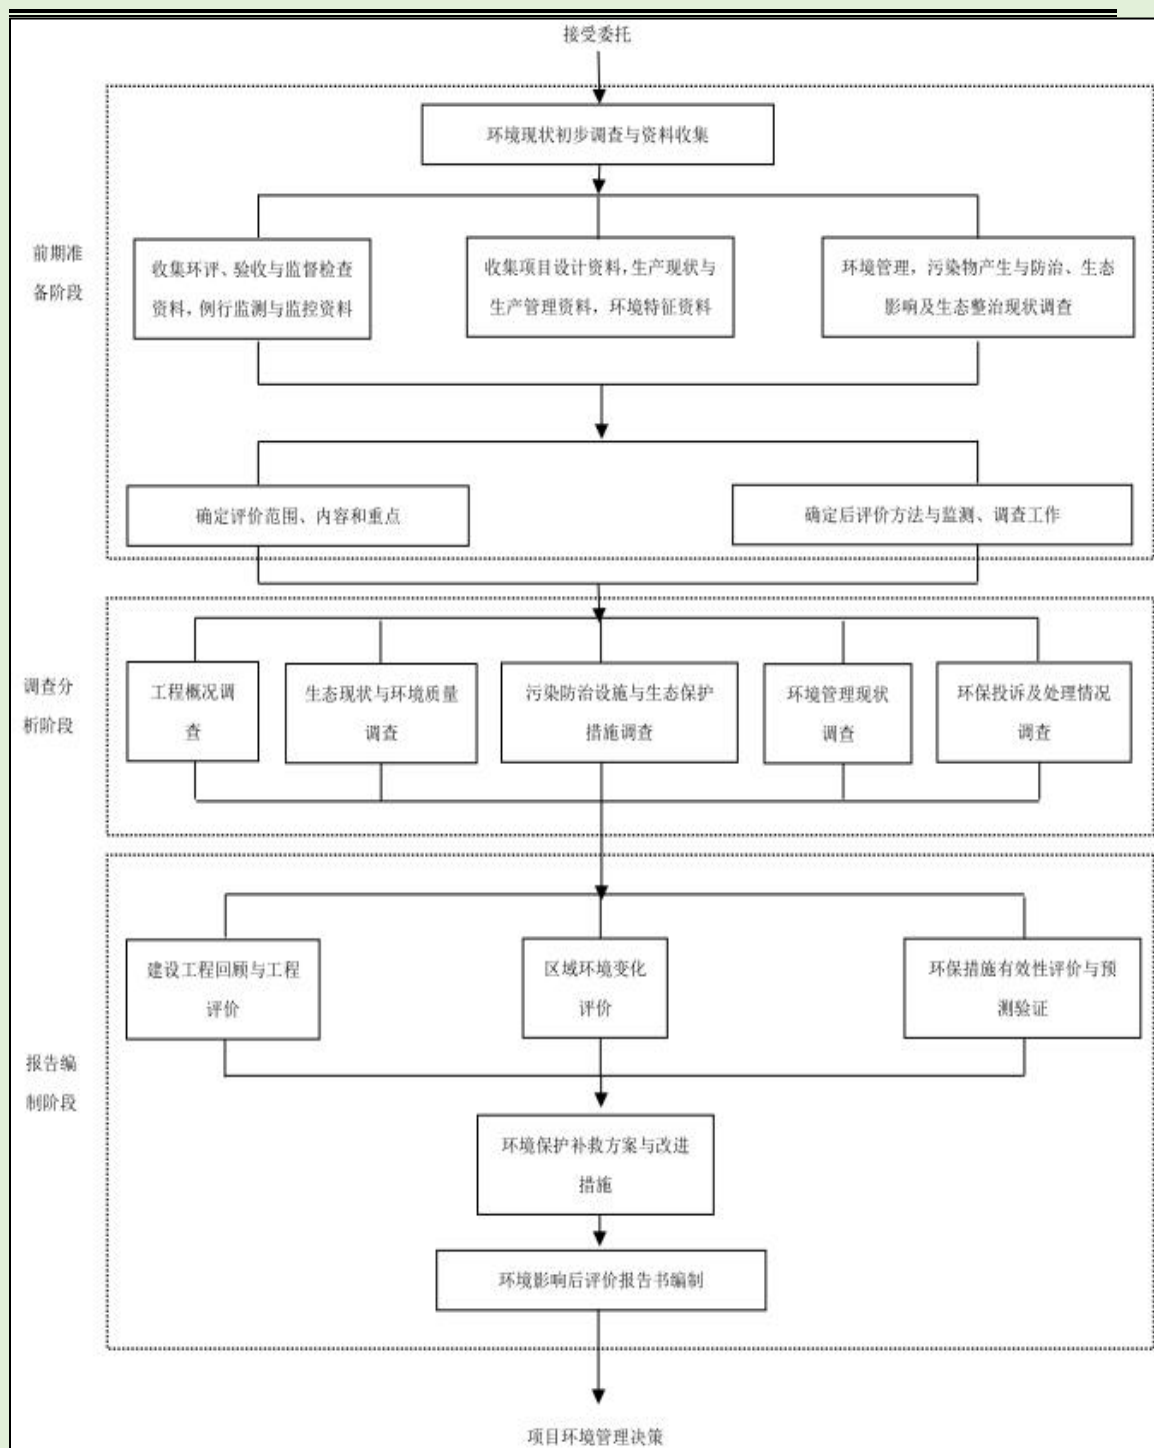 接受委托
环境现状初步调查与资料收集
前期准
备阶段
收集环评、验收与监督检查
资料，例行监测与监控资料
收集项目设计资料，生产现状与
生产管理资料，环境特征资料
环境管理，污染物产生与防治、生态
影响及生态整治现状调查
确定评价范围、内容和重点
确定后评价方法与监测、调查工作
调查分
析阶段
工程概况调
查
生态现状与环境质量
调查
污染防治设施与生态保护
措施调查
环境管理现状
调查
环保投诉及处理情况
调查
报告编
制阶段
建设工程回顾与工程
评价
区域环境变化
评价
环保措施有效性评价与预
测验证
环境保护补救方案与改进
措施
环境影响后评价报告书编制
项目环境管理决策